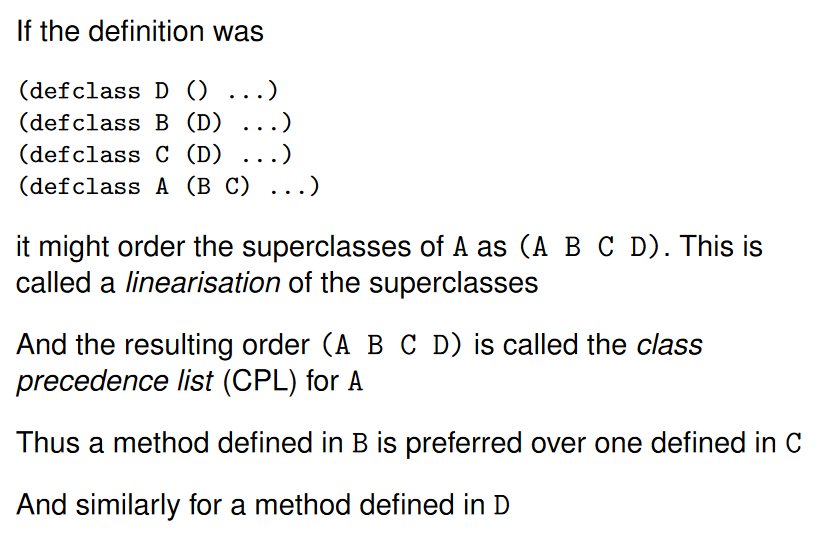 If the definition was
(defclass D () ...)
(defclass B (D) ...)
(defclass C (D) ...)
(defclass A (B C) ...)
it might order the superclasses of A as (A B C D). This is
called a linearisation of the superclasses
And the resulting order (A B C D) is called the class
precedence list (CPL) for A
Thus a method defined in B is preferred over one defined in C
And similarly for a method defined in D